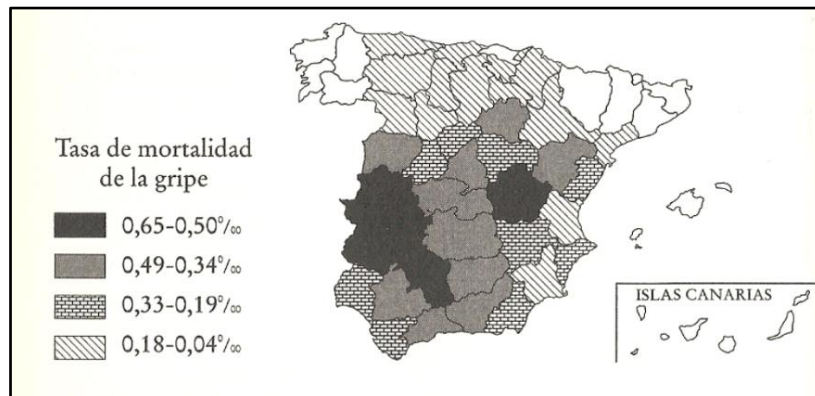 Tasa de mortalidad
de la gripe
0,65-0,50‰
0,49-0,34‰
0,33-0,19‰
0,18-0,04‰
ISLAS CANARIAS